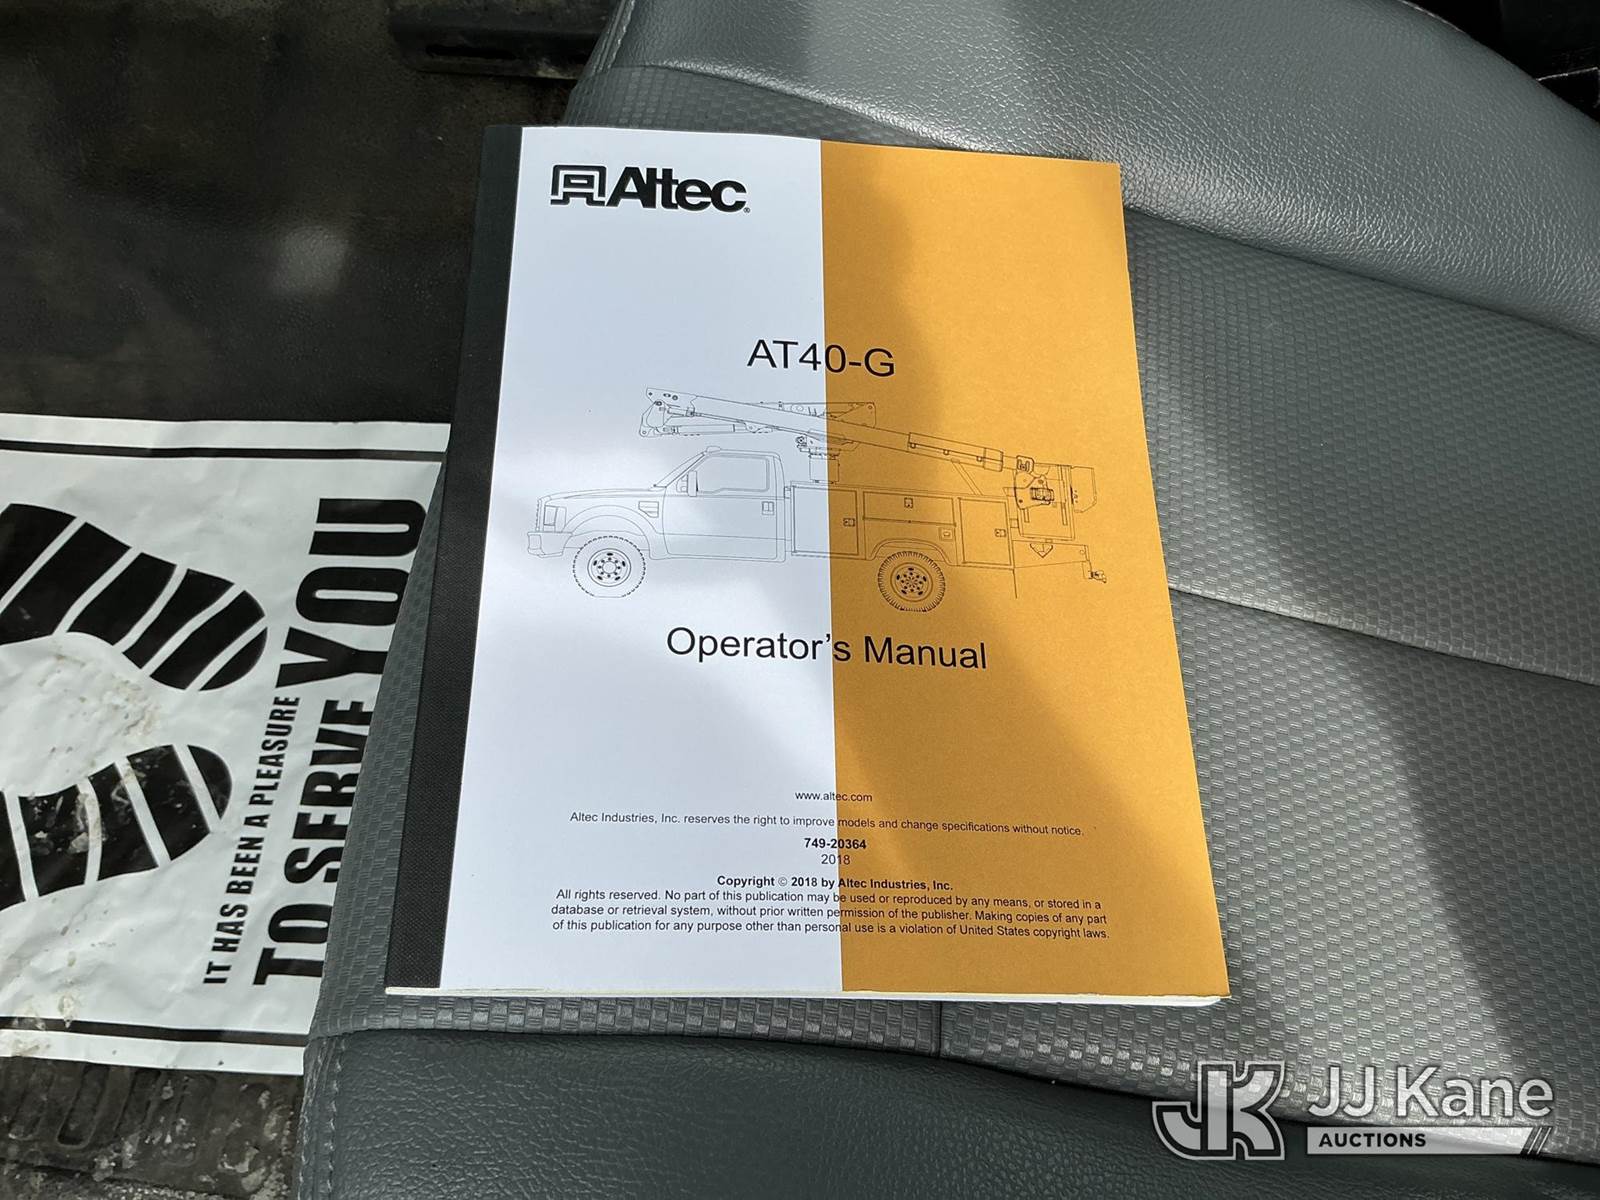 Altec®
AT40-G
Operator's Manual
www.altec.com
Altec Industries, Inc. reserves the right to improve models and change specifications without notice.
749-20364
2018
Copyright © 2018 by Altec Industries, Inc.
All rights reserved. No part of this publication may be used or reproduced by any means, or stored in a
database or retrieval system, without prior written permission of the publisher. Making copies of any part
of this publication for any purpose other than personal use is a violation of United States copyright laws.
IT HAS BEEN A PLEASURE
TO SERVE YOU
JK JJ Kane
AUCTIONS